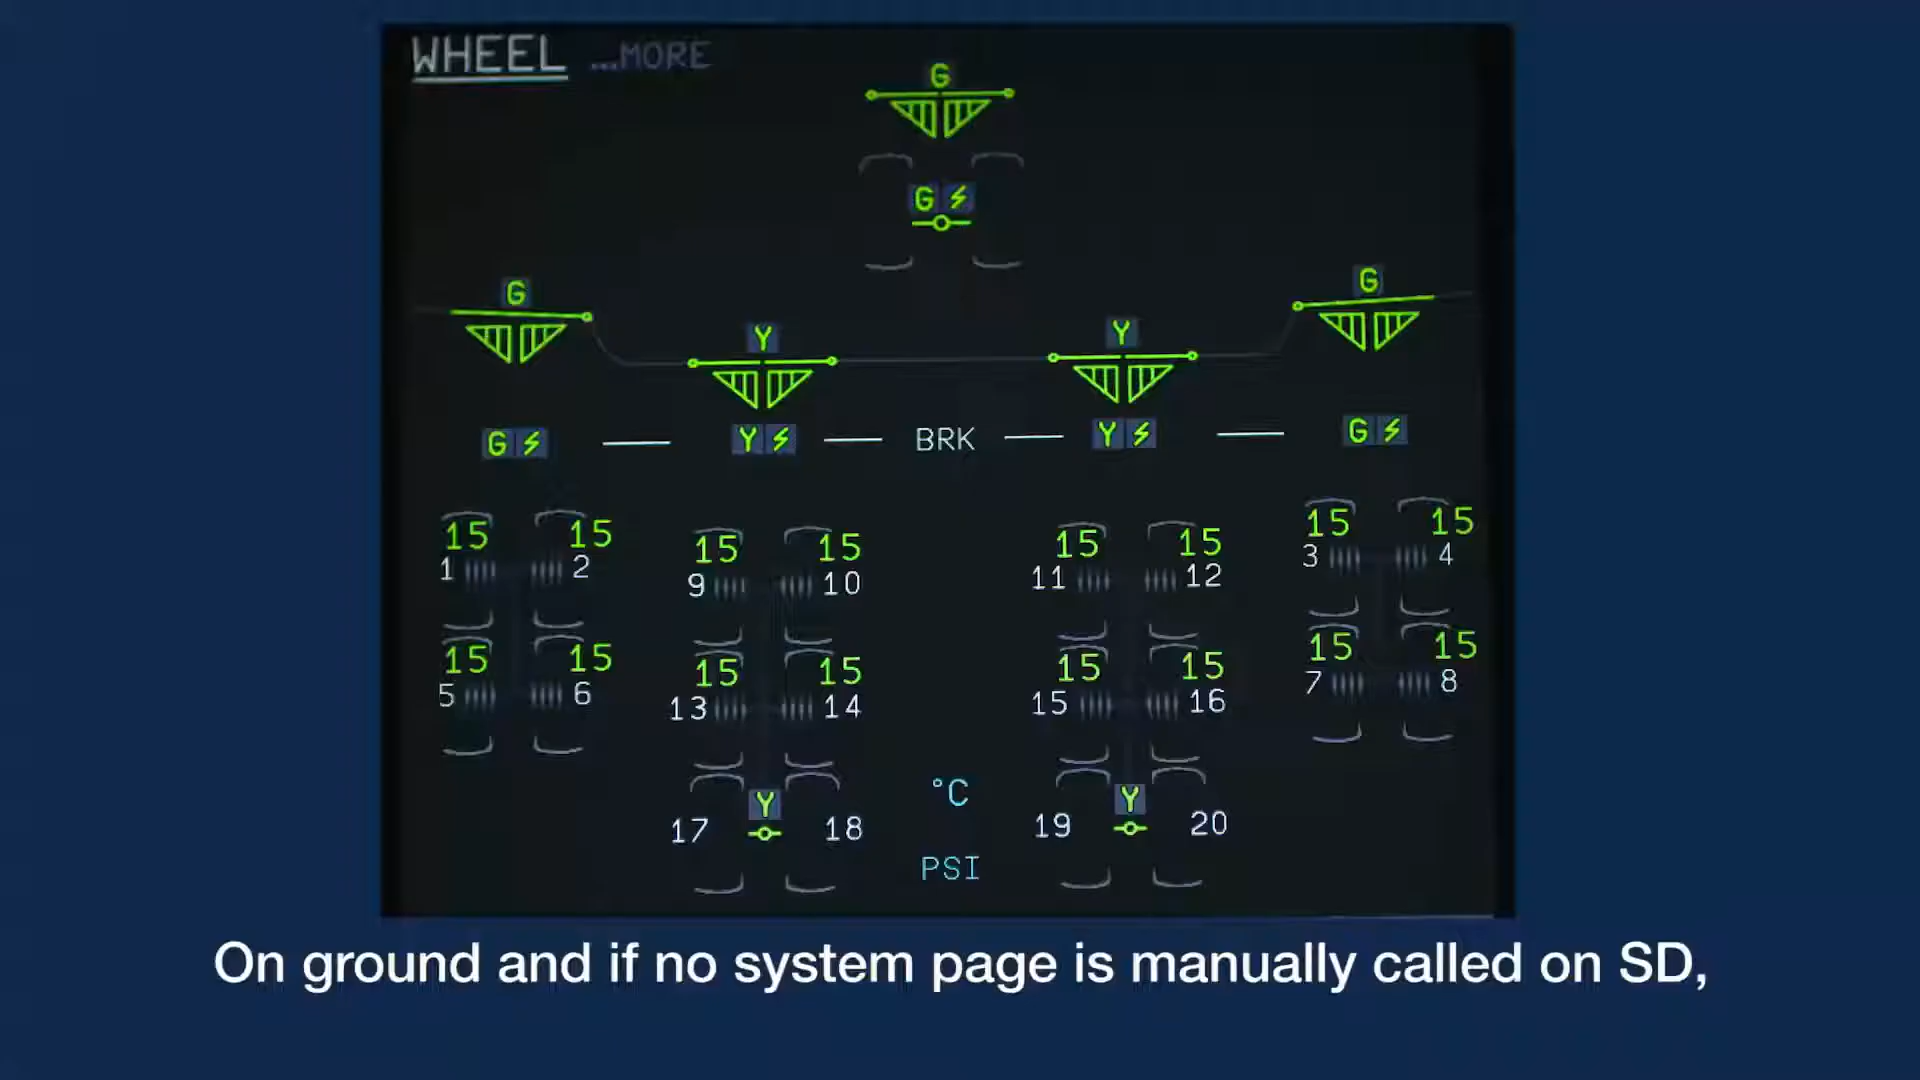 WHEEL ...MORE
G
G
G G
Y Y
G Y BRK Y G
15 15 15 15 15 15 15 15
1 2 9 10 11 12 3 4
15 15 15 15 15 15 15 15
5 6 13 14 15 16 7 8
°C
Y Y
17 18 19 20
PSI
On ground and if no system page is manually called on SD,